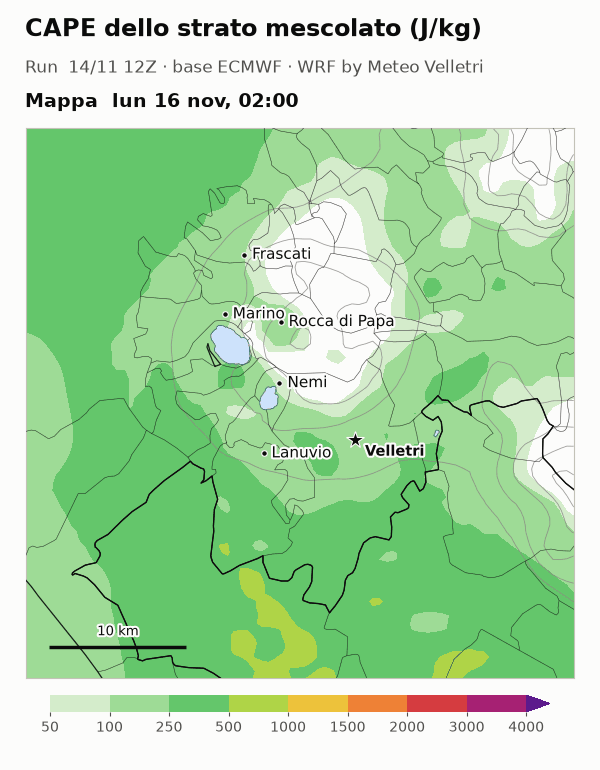 CAPE dello strato mescolato (J/kg)
Run  14/11 12Z · base ECMWF · WRF by Meteo Velletri
Mappa  lun 16 nov, 02:00
Frascati
Marino
Rocca di Papa
Nemi
Velletri
Lanuvio
10 km
50 100 250 500 1000 1500 2000 3000 4000